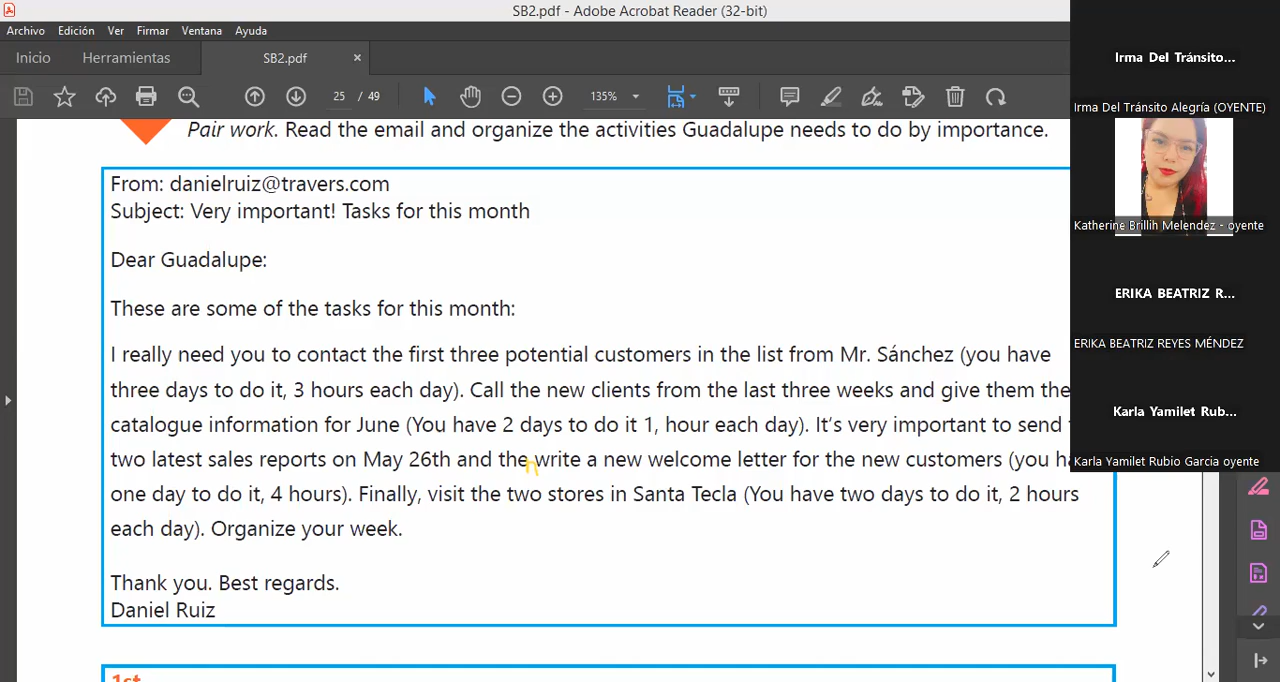 SB2.pdf - Adobe Acrobat Reader (32-bit)
Archivo Edición Ver Firmar Ventana Ayuda
Inicio Herramientas SB2.pdf ×
25 / 49 135%
Pair work. Read the email and organize the activities Guadalupe needs to do by importance.
From: danielruiz@travers.com
Subject: Very important! Tasks for this month
Dear Guadalupe:
These are some of the tasks for this month:
I really need you to contact the first three potential customers in the list from Mr. Sánchez (you have
three days to do it, 3 hours each day). Call the new clients from the last three weeks and give them the
catalogue information for June (You have 2 days to do it 1, hour each day). It's very important to send
two latest sales reports on May 26th and the n write a new welcome letter for the new customers (you
one day to do it, 4 hours). Finally, visit the two stores in Santa Tecla (You have two days to do it, 2 hours
each day). Organize your week.
Thank you. Best regards.
Daniel Ruiz
1st
Irma Del Tránsito...
Irma Del Tránsito Alegría (OYENTE)
Katherine Brillih Melendez - oyente
ERIKA BEATRIZ R...
ERIKA BEATRIZ REYES MÉNDEZ
Karla Yamilet Rub...
Karla Yamilet Rubio Garcia oyente